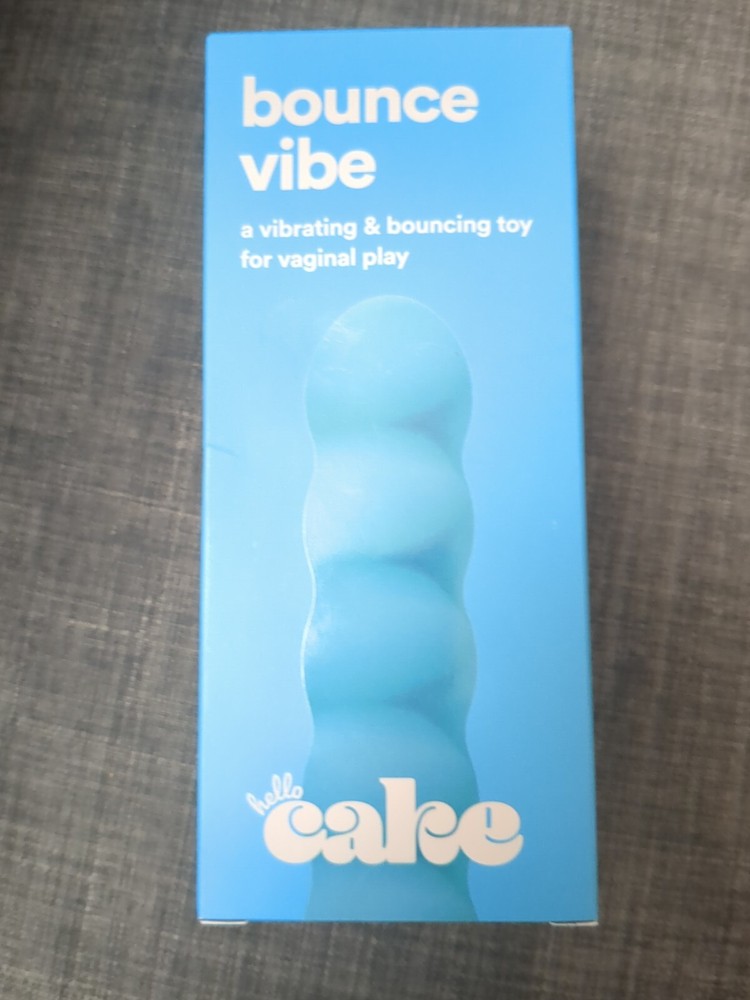 bounce
vibe
a vibrating & bouncing toy
for vaginal play
hello
cake